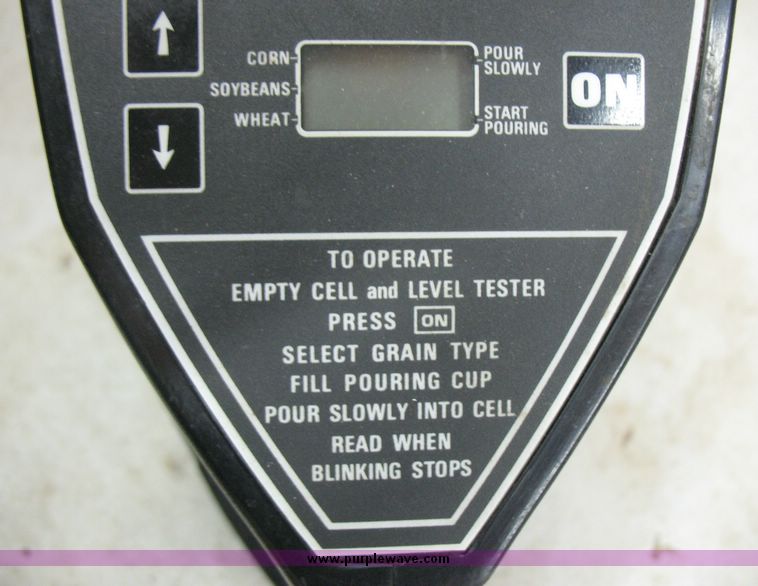 CORN
SOYBEANS
WHEAT
POUR
SLOWLY
START
POURING
ON
TO OPERATE
EMPTY CELL and LEVEL TESTER
PRESS ON
SELECT GRAIN TYPE
FILL POURING CUP
POUR SLOWLY INTO CELL
READ WHEN
BLINKING STOPS
www.purplewave.com